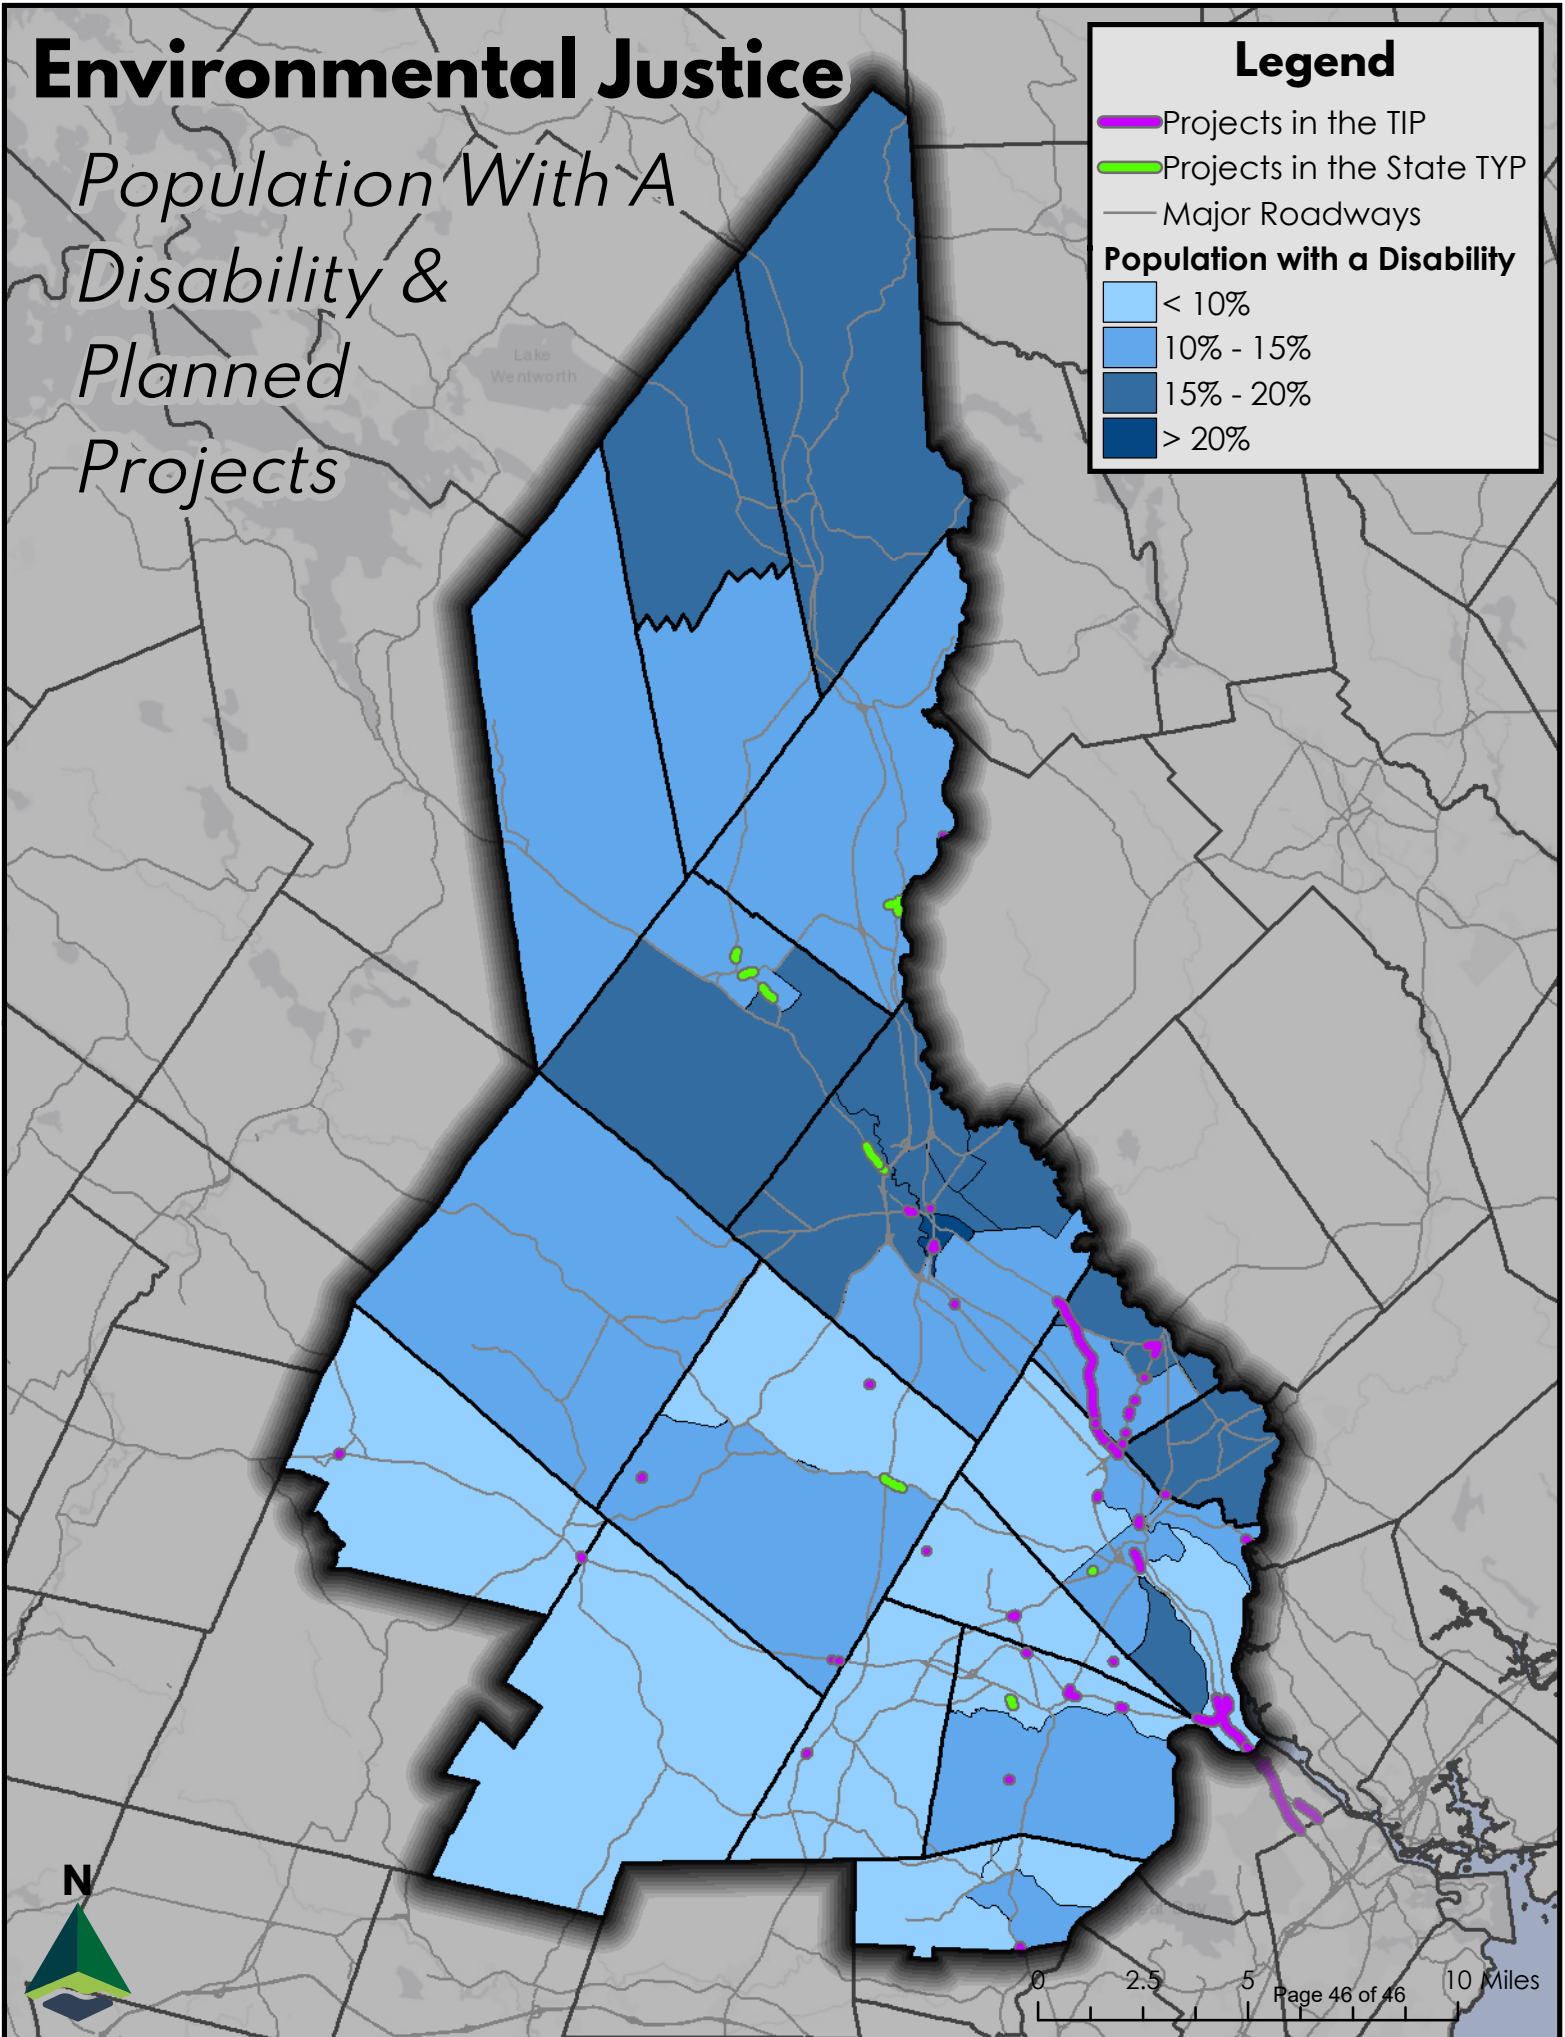 Environmental Justice
Population With A
Disability &
Planned
Projects
Legend
Projects in the TIP
Projects in the State TYP
Major Roadways
Population with a Disability
< 10%
10% - 15%
15% - 20%
> 20%
Lake
Wentworth
N
0 2.5 5 10 Miles
Page 46 of 46